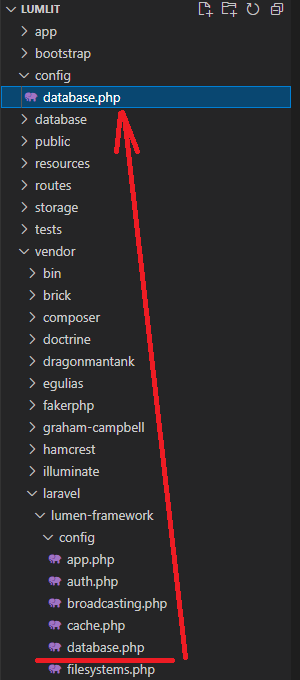 LUMLIT
app
bootstrap
config
database.php
database
public
resources
routes
storage
tests
vendor
bin
brick
composer
doctrine
dragonmantank
egulias
fakerphp
graham-campbell
hamcrest
illuminate
laravel
lumen-framework
config
app.php
auth.php
broadcasting.php
cache.php
database.php
filesystems.php